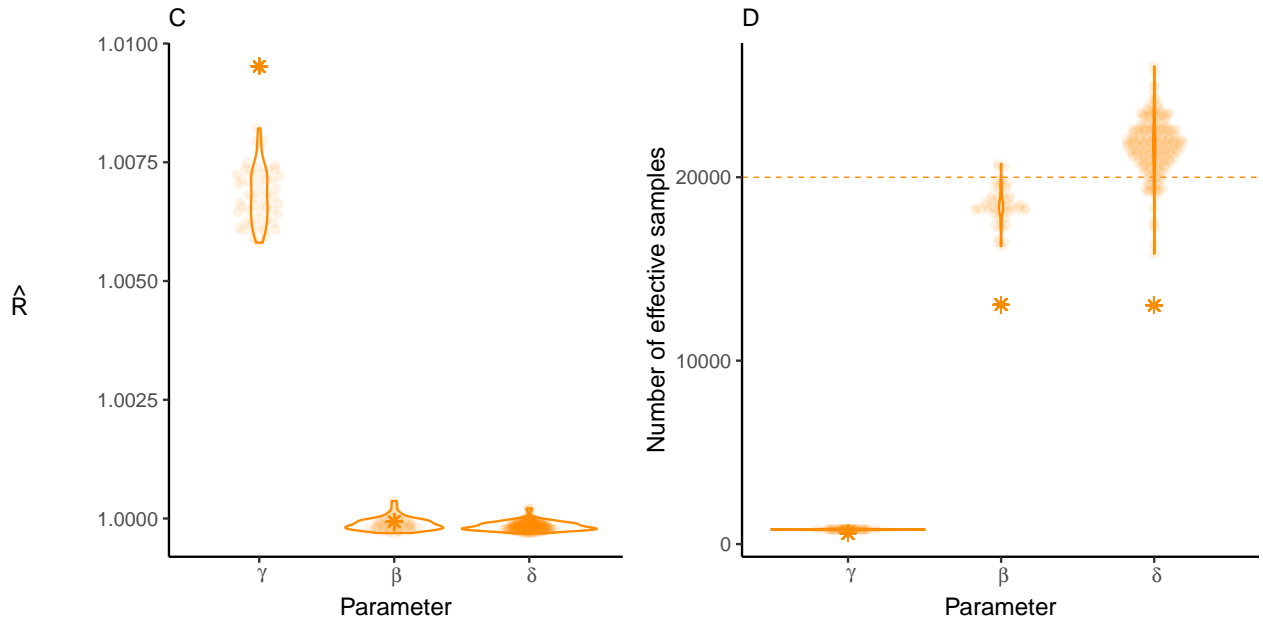 C
1.0100
1.0075
1.0050
1.0025
1.0000
R̂
γ
β
δ
Parameter
D
20000
10000
0
Number of effective samples
γ
β
δ
Parameter